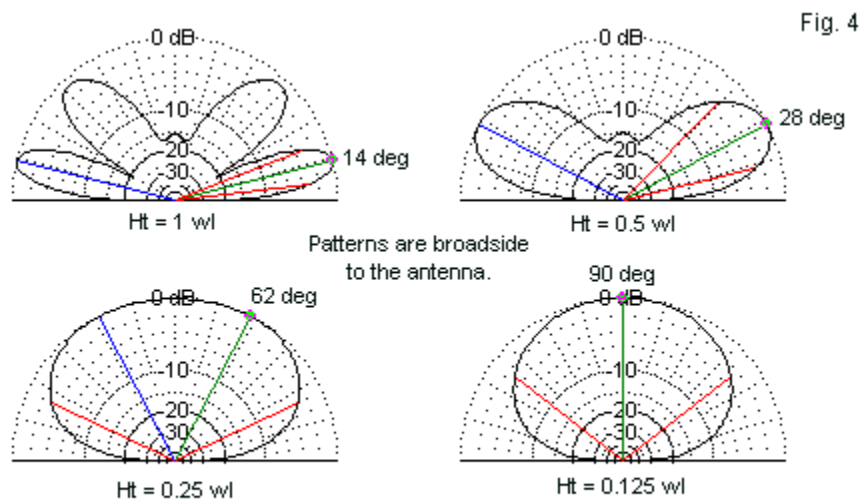 Fig. 4
0 dB
-10
20
30
14 deg
Ht = 1 wl
0 dB
-10
20
30
28 deg
Ht = 0.5 wl
Patterns are broadside
to the antenna.
0 dB
62 deg
-10
-20
30
Ht = 0.25 wl
90 deg
0 dB
-10
-20
30
Ht = 0.125 wl